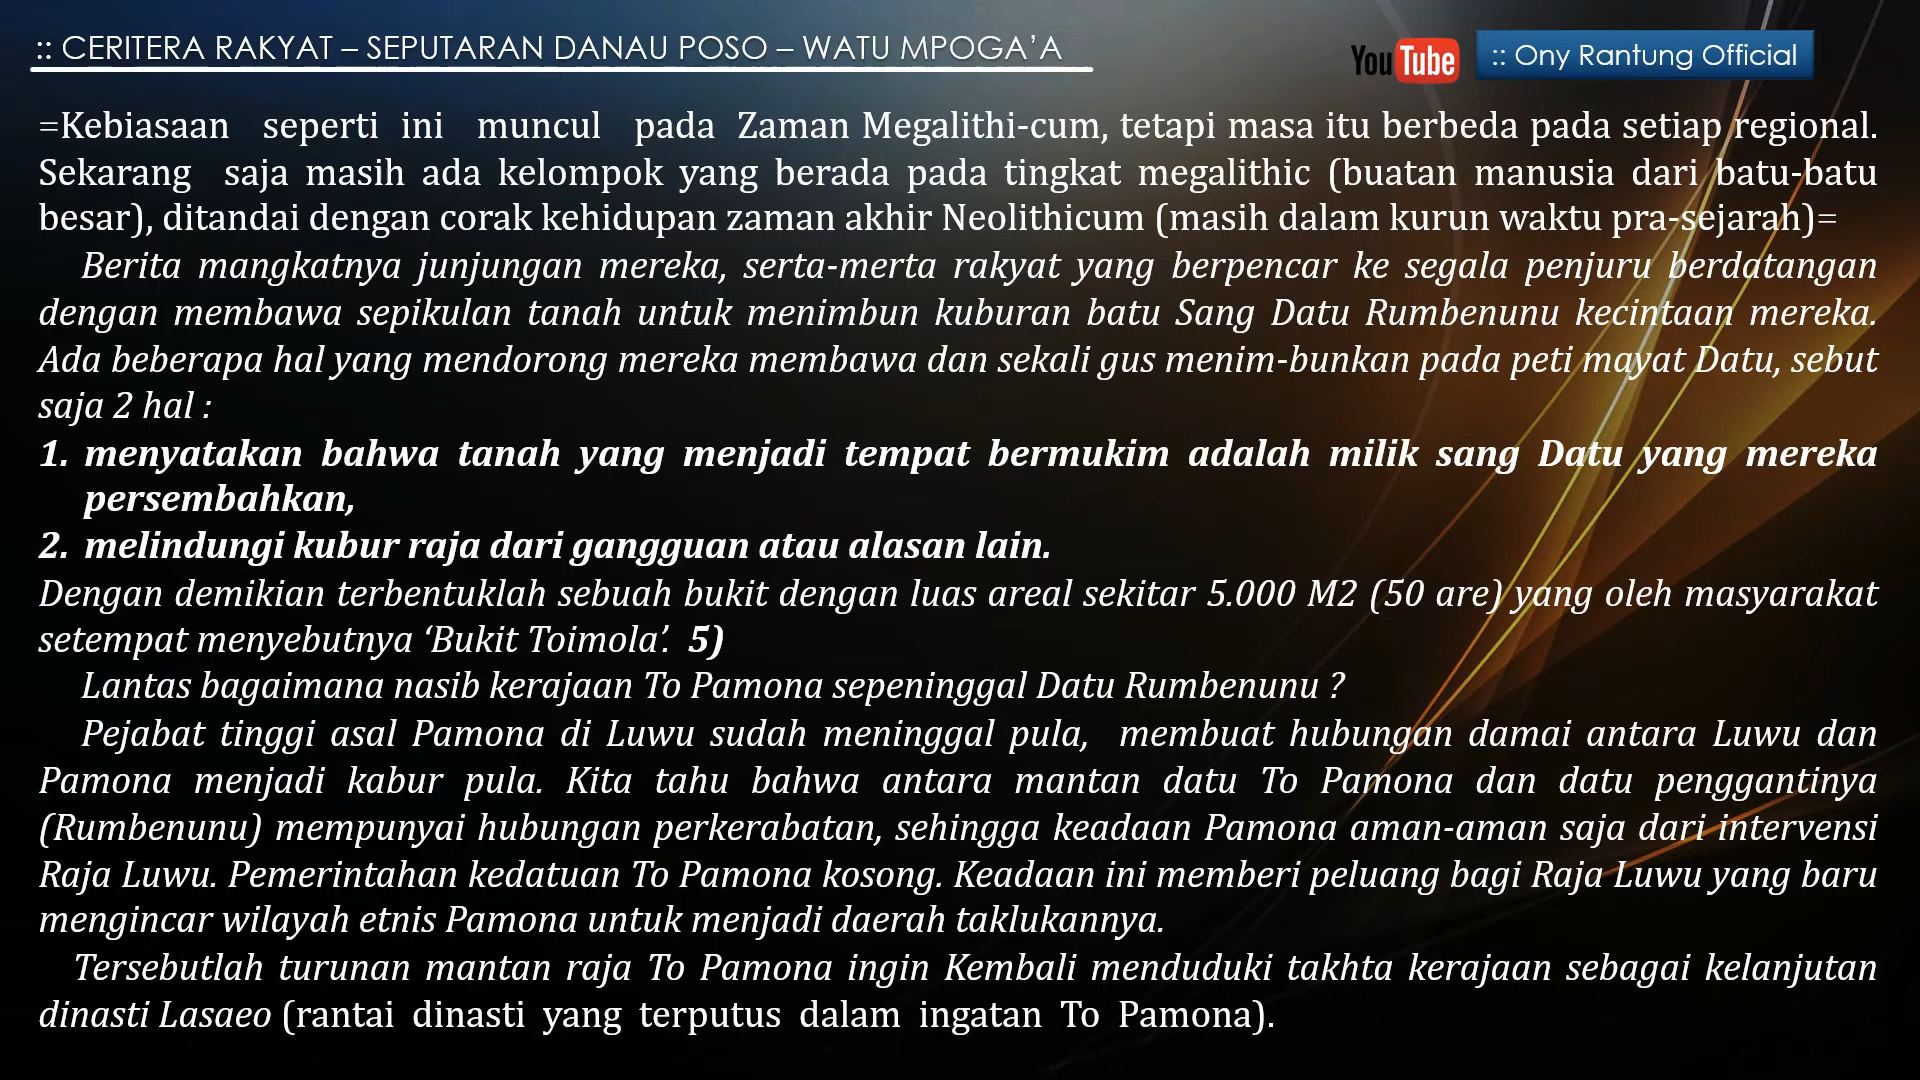 :: CERITERA RAKYAT – SEPUTARAN DANAU POSO – WATU MPOGA’A
YouTube
:: Ony Rantung Official
=Kebiasaan seperti ini muncul pada Zaman Megalithi-cum, tetapi masa itu berbeda pada setiap regional.
Sekarang saja masih ada kelompok yang berada pada tingkat megalithic (buatan manusia dari batu-batu
besar), ditandai dengan corak kehidupan zaman akhir Neolithicum (masih dalam kurun waktu pra-sejarah)=
Berita mangkatnya junjungan mereka, serta-merta rakyat yang berpencar ke segala penjuru berdatangan
dengan membawa sepikulan tanah untuk menimbun kuburan batu Sang Datu Rumbenunu kecintaan mereka.
Ada beberapa hal yang mendorong mereka membawa dan sekali gus menim-bunkan pada peti mayat Datu, sebut
saja 2 hal :
1. menyatakan bahwa tanah yang menjadi tempat bermukim adalah milik sang Datu yang mereka
persembahkan,
2. melindungi kubur raja dari gangguan atau alasan lain.
Dengan demikian terbentuklah sebuah bukit dengan luas areal sekitar 5.000 M2 (50 are) yang oleh masyarakat
setempat menyebutnya ‘Bukit Toimola’. 5)
Lantas bagaimana nasib kerajaan To Pamona sepeninggal Datu Rumbenunu ?
Pejabat tinggi asal Pamona di Luwu sudah meninggal pula, membuat hubungan damai antara Luwu dan
Pamona menjadi kabur pula. Kita tahu bahwa antara mantan datu To Pamona dan datu penggantinya
(Rumbenunu) mempunyai hubungan perkerabatan, sehingga keadaan Pamona aman-aman saja dari intervensi
Raja Luwu. Pemerintahan kedatuan To Pamona kosong. Keadaan ini memberi peluang bagi Raja Luwu yang baru
mengincar wilayah etnis Pamona untuk menjadi daerah taklukannya.
Tersebutlah turunan mantan raja To Pamona ingin Kembali menduduki takhta kerajaan sebagai kelanjutan
dinasti Lasaeo (rantai dinasti yang terputus dalam ingatan To Pamona).